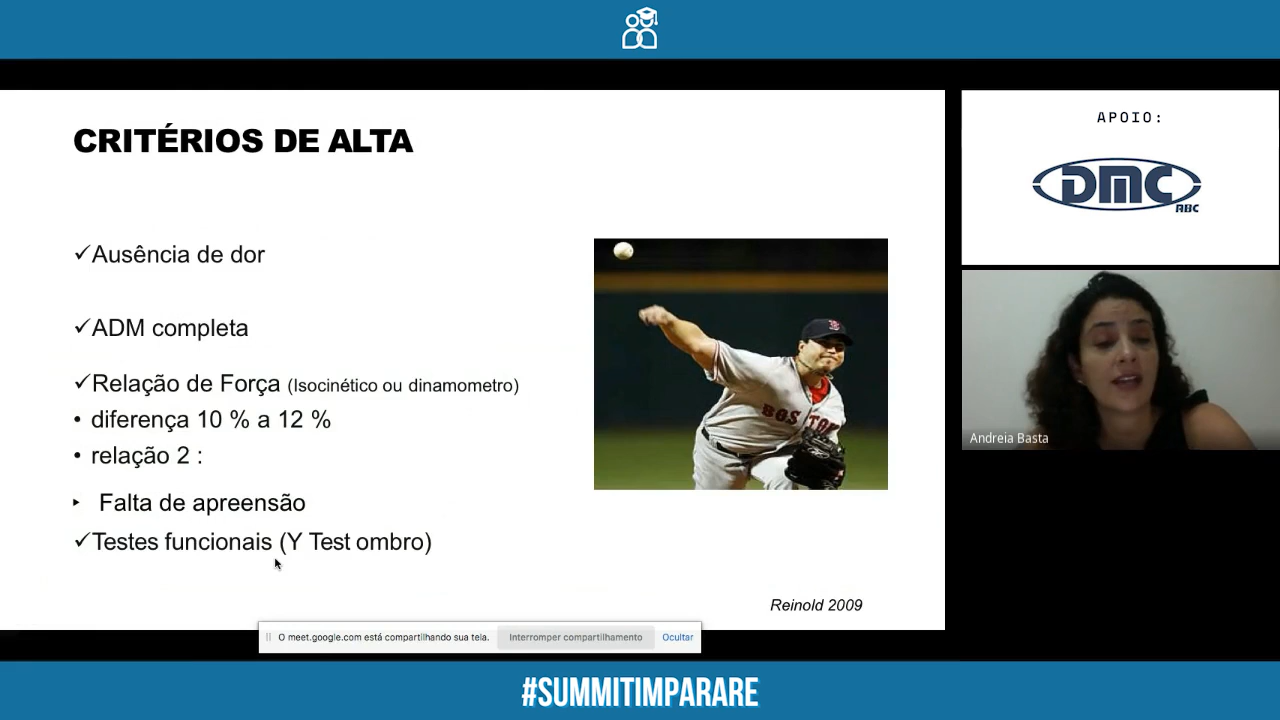 CRITÉRIOS DE ALTA
✓Ausência de dor
✓ADM completa
✓Relação de Força (Isocinético ou dinamometro)
• diferença 10 % a 12 %
• relação 2 :
‣ Falta de apreensão
✓Testes funcionais (Y Test ombro)
Reinold 2009
BOSTON
B
APOIO:
DMC
ABC
Andreia Basta
O meet.google.com está compartilhando sua tela.
Interromper compartilhamento
Ocultar
#SUMMITIMPARARE